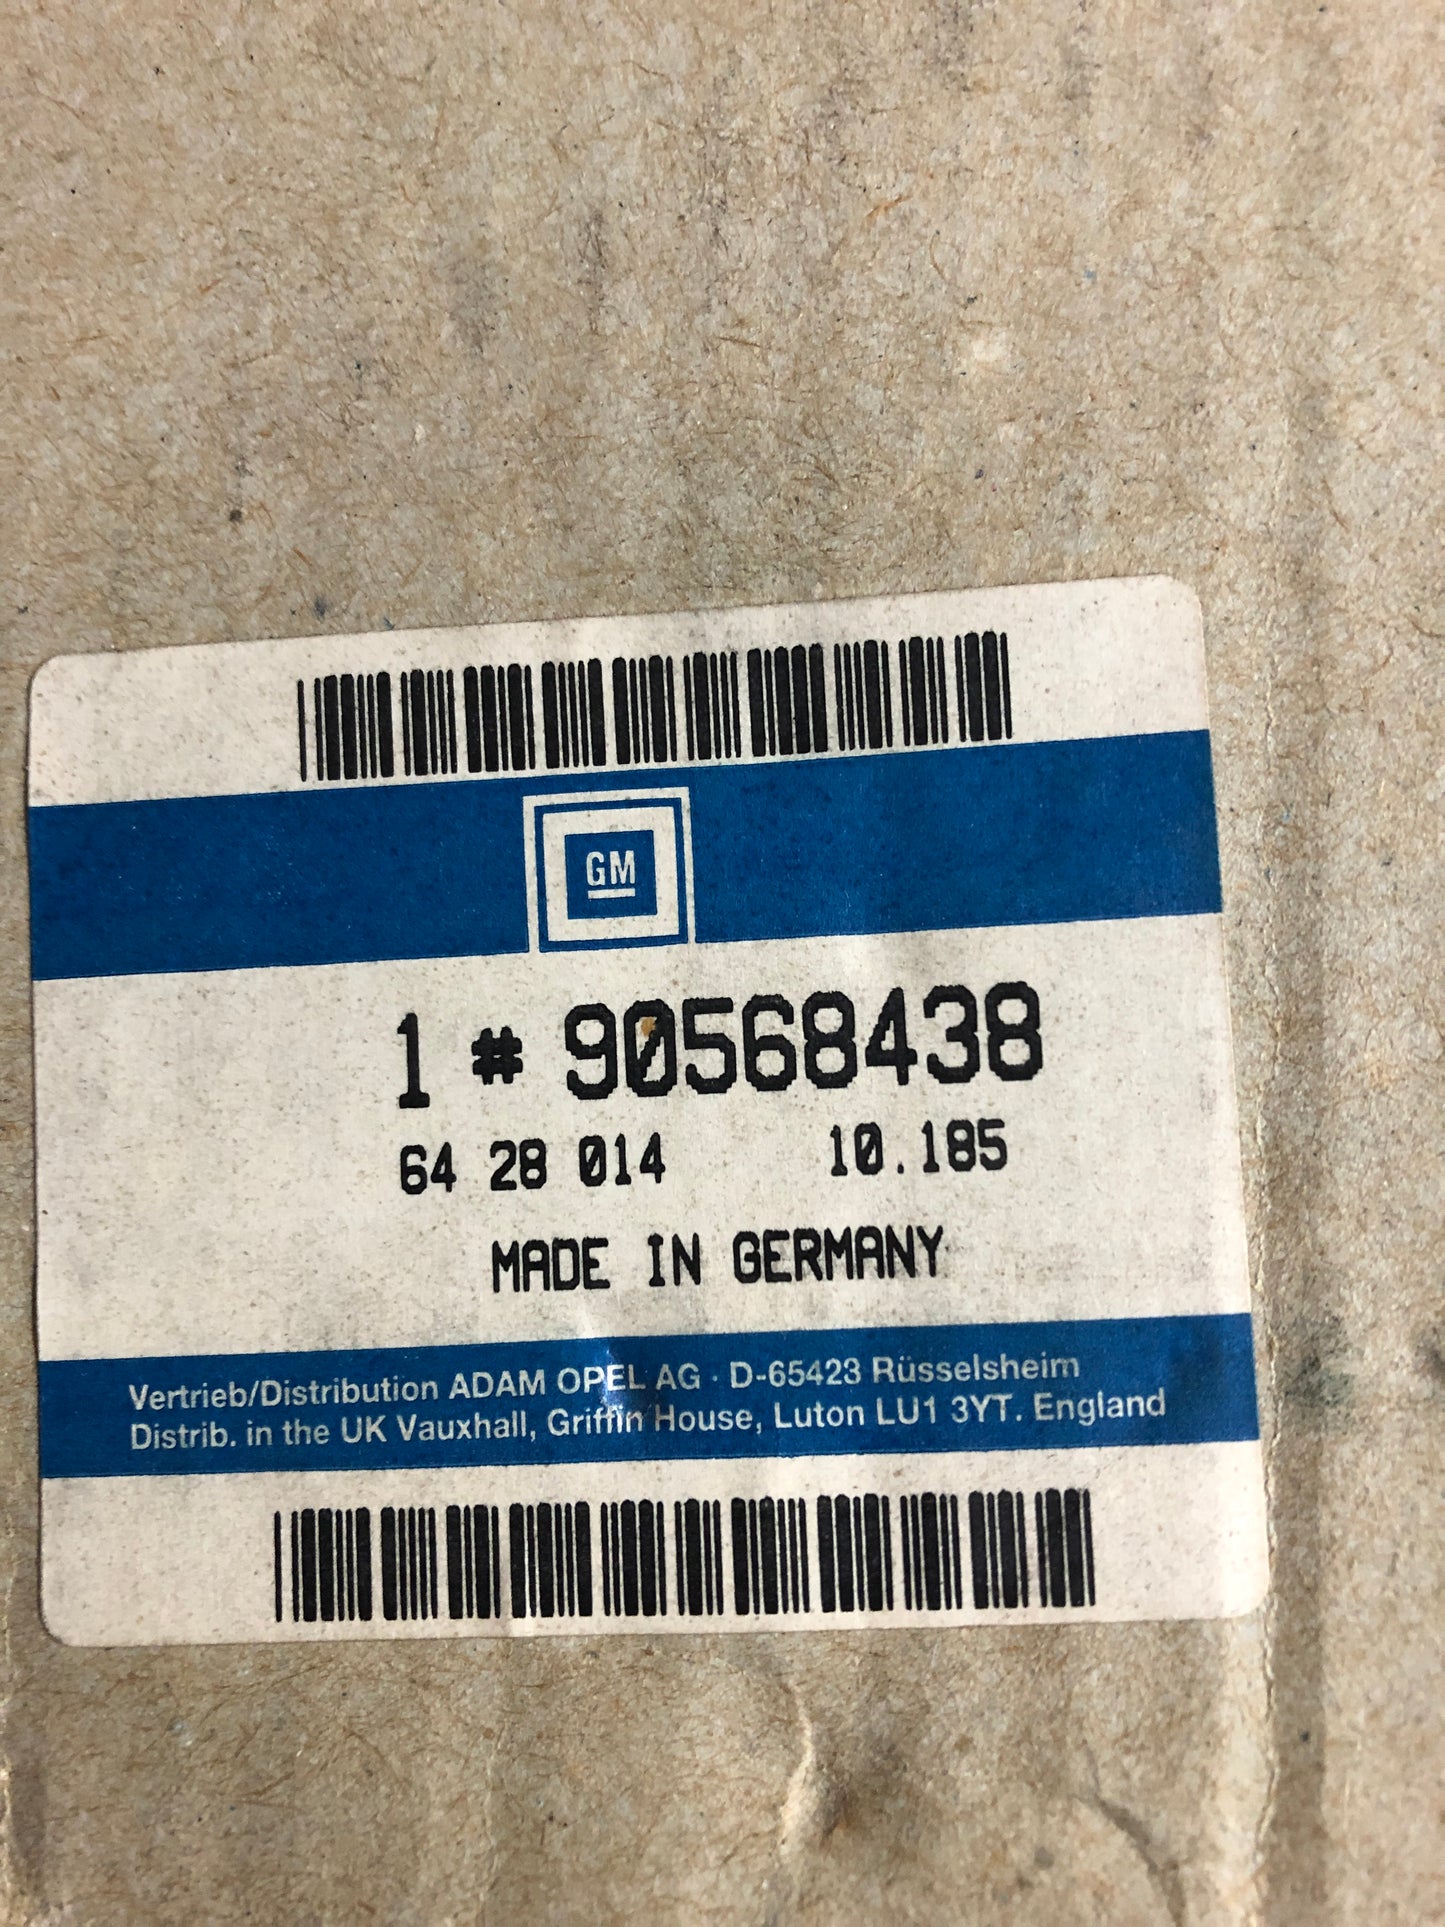 GM
1 # 90568438
64 28 014 10.185
MADE IN GERMANY
Vertrieb/Distribution ADAM OPEL AG · D-65423 Rüsselsheim
Distrib. in the UK Vauxhall, Griffin House, Luton LU1 3YT. England